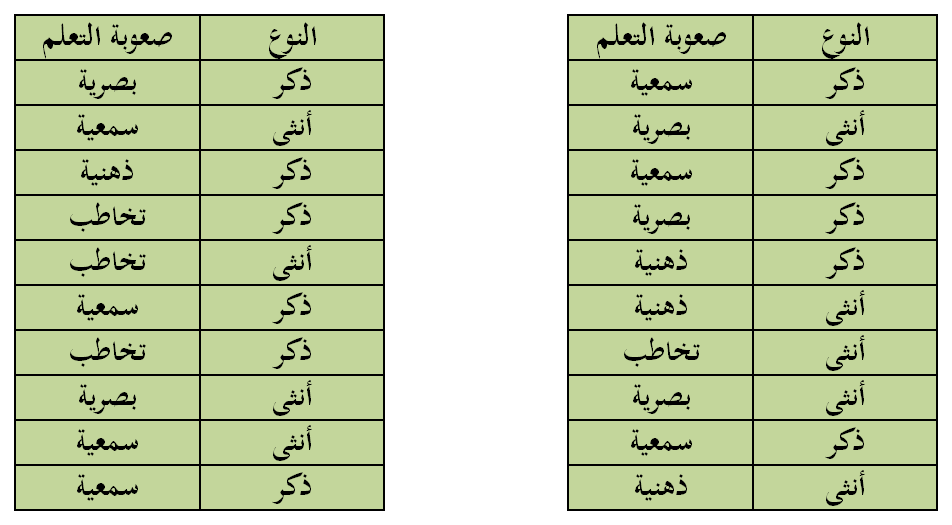 النوع صعوبة التعلم
ذكر سمعية
أنثى بصرية
ذكر سمعية
ذكر بصرية
ذكر ذهنية
أنثى ذهنية
أنثى تخاطب
أنثى بصرية
ذكر سمعية
أنثى ذهنية
النوع صعوبة التعلم
ذكر بصرية
أنثى سمعية
ذكر ذهنية
ذكر تخاطب
أنثى تخاطب
ذكر سمعية
ذكر تخاطب
أنثى بصرية
أنثى سمعية
ذكر سمعية